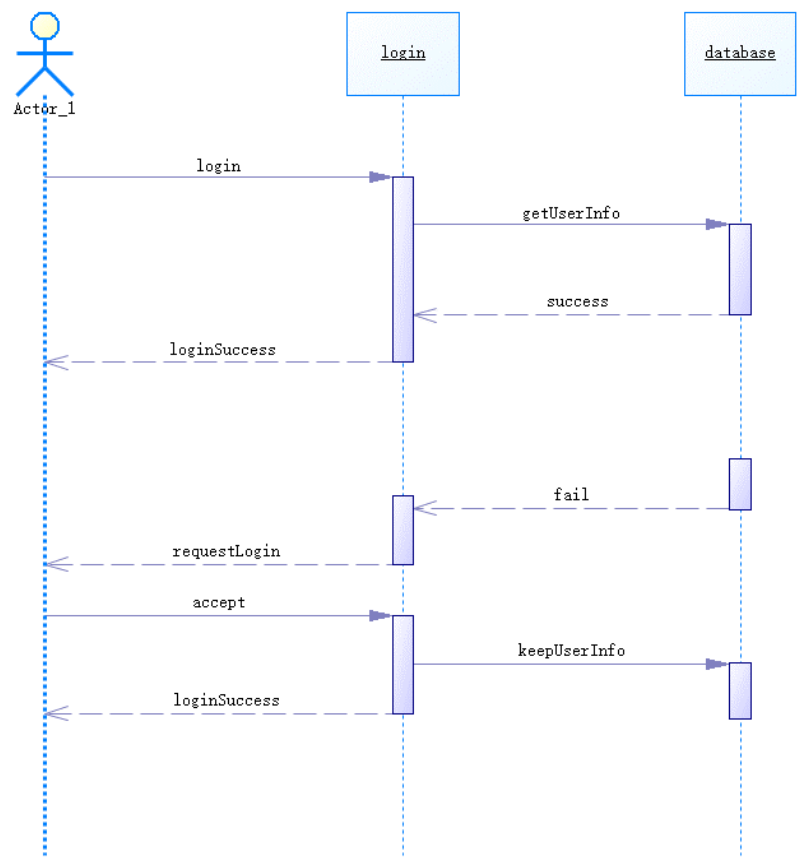 login
database
Actor_1
login
getUserInfo
success
loginSuccess
fail
requestLogin
accept
keepUserInfo
loginSuccess